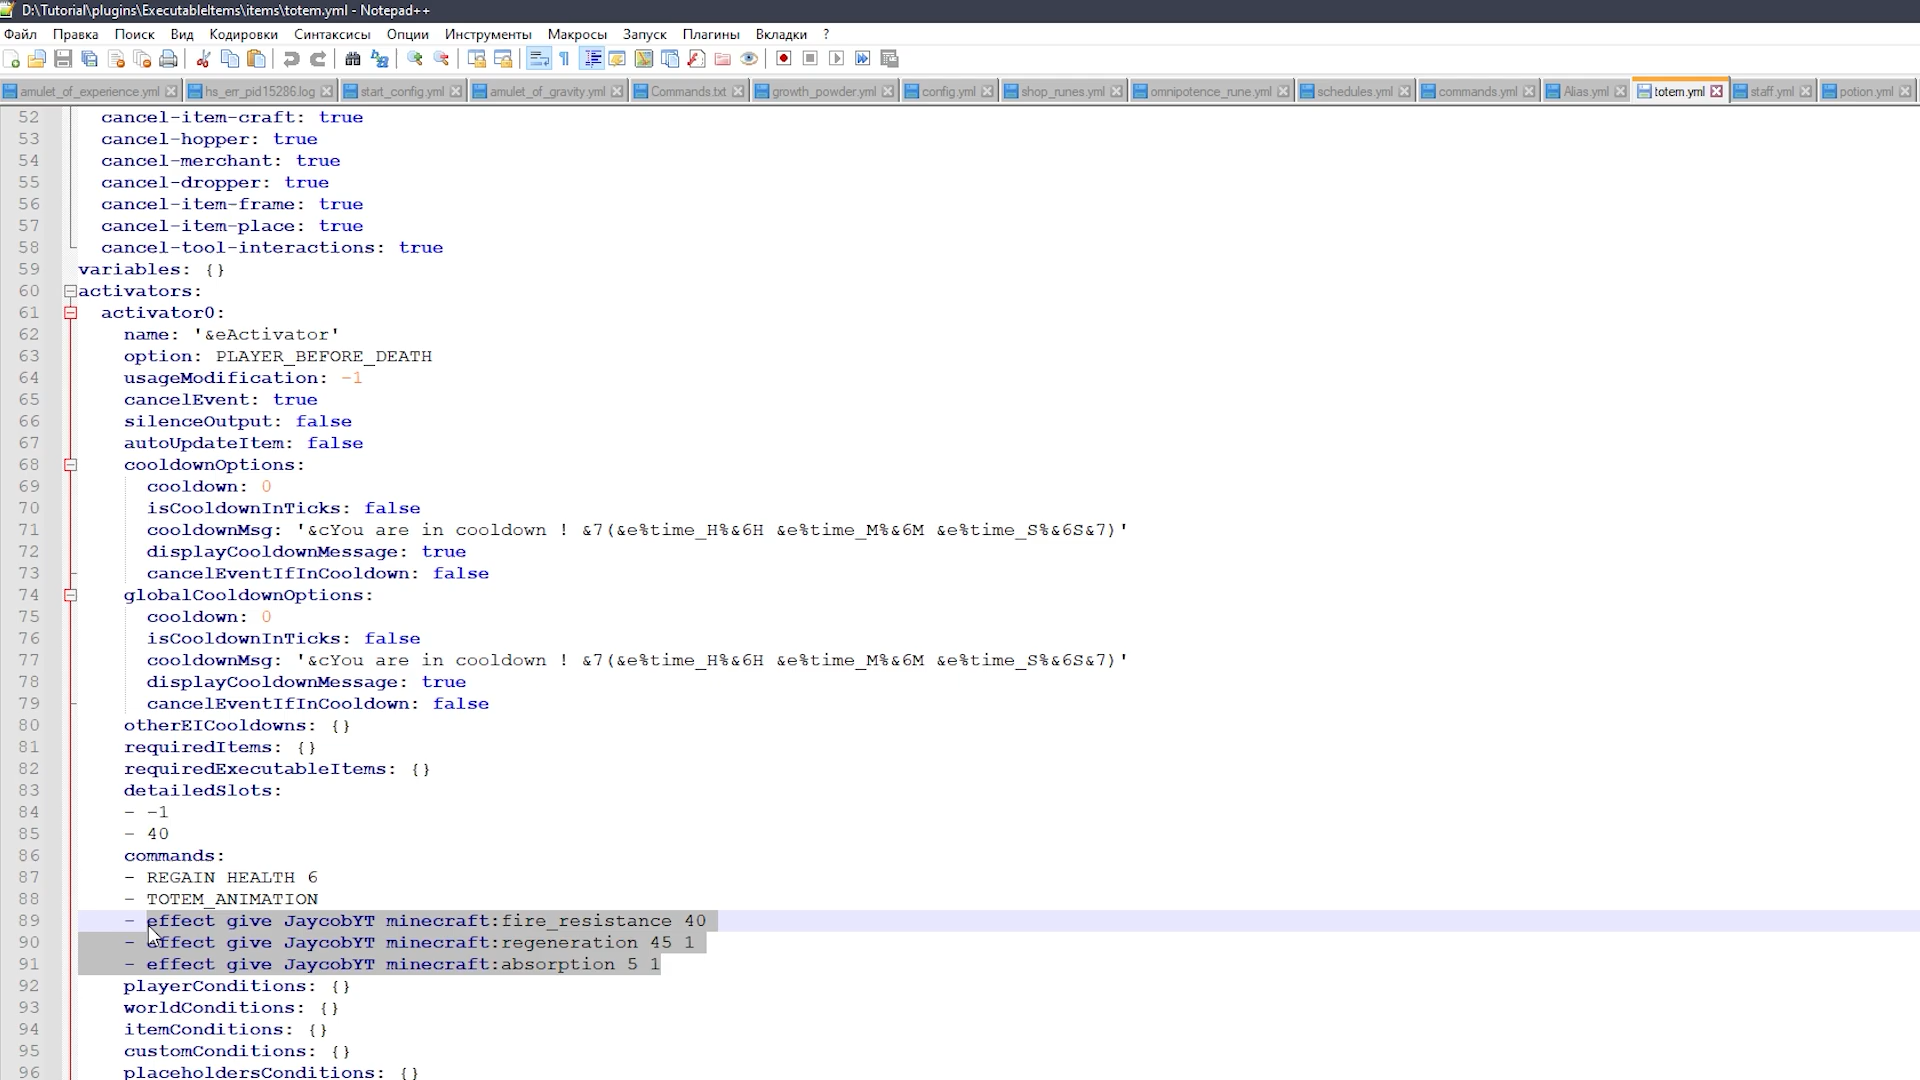 D:\Tutorial\plugins\ExecutableItems\items\totem.yml - Notepad++
Файл Правка Поиск Вид Кодировки Синтаксисы Опции Инструменты Макросы Запуск Плагины Вкладки ?
amulet_of_experience.yml hs_err_pid15286.log start_config.yml amulet_of_gravity.yml Commands.txt growth_powder.yml config.yml shop_runes.yml omnipotence_rune.yml schedules.yml commands.yml Alias.yml totem.yml staff.yml potion.yml
52 cancel-item-craft: true
53 cancel-hopper: true
54 cancel-merchant: true
55 cancel-dropper: true
56 cancel-item-frame: true
57 cancel-item-place: true
58 cancel-tool-interactions: true
59 variables: {}
60 activators:
61 activator0:
62 name: '&eActivator'
63 option: PLAYER_BEFORE_DEATH
64 usageModification: -1
65 cancelEvent: true
66 silenceOutput: false
67 autoUpdateItem: false
68 cooldownOptions:
69 cooldown: 0
70 isCooldownInTicks: false
71 cooldownMsg: '&cYou are in cooldown ! &7(&e%time_H%&6H &e%time_M%&6M &e%time_S%&6S&7)'
72 displayCooldownMessage: true
73 cancelEventIfInCooldown: false
74 globalCooldownOptions:
75 cooldown: 0
76 isCooldownInTicks: false
77 cooldownMsg: '&cYou are in cooldown ! &7(&e%time_H%&6H &e%time_M%&6M &e%time_S%&6S&7)'
78 displayCooldownMessage: true
79 cancelEventIfInCooldown: false
80 otherEICooldowns: {}
81 requiredItems: {}
82 requiredExecutableItems: {}
83 detailedSlots:
84 - -1
85 - 40
86 commands:
87 - REGAIN HEALTH 6
88 - TOTEM_ANIMATION
89 - effect give JaycobYT minecraft:fire_resistance 40
90 - effect give JaycobYT minecraft:regeneration 45 1
91 - effect give JaycobYT minecraft:absorption 5 1
92 playerConditions: {}
93 worldConditions: {}
94 itemConditions: {}
95 customConditions: {}
96 placeholdersConditions: {}